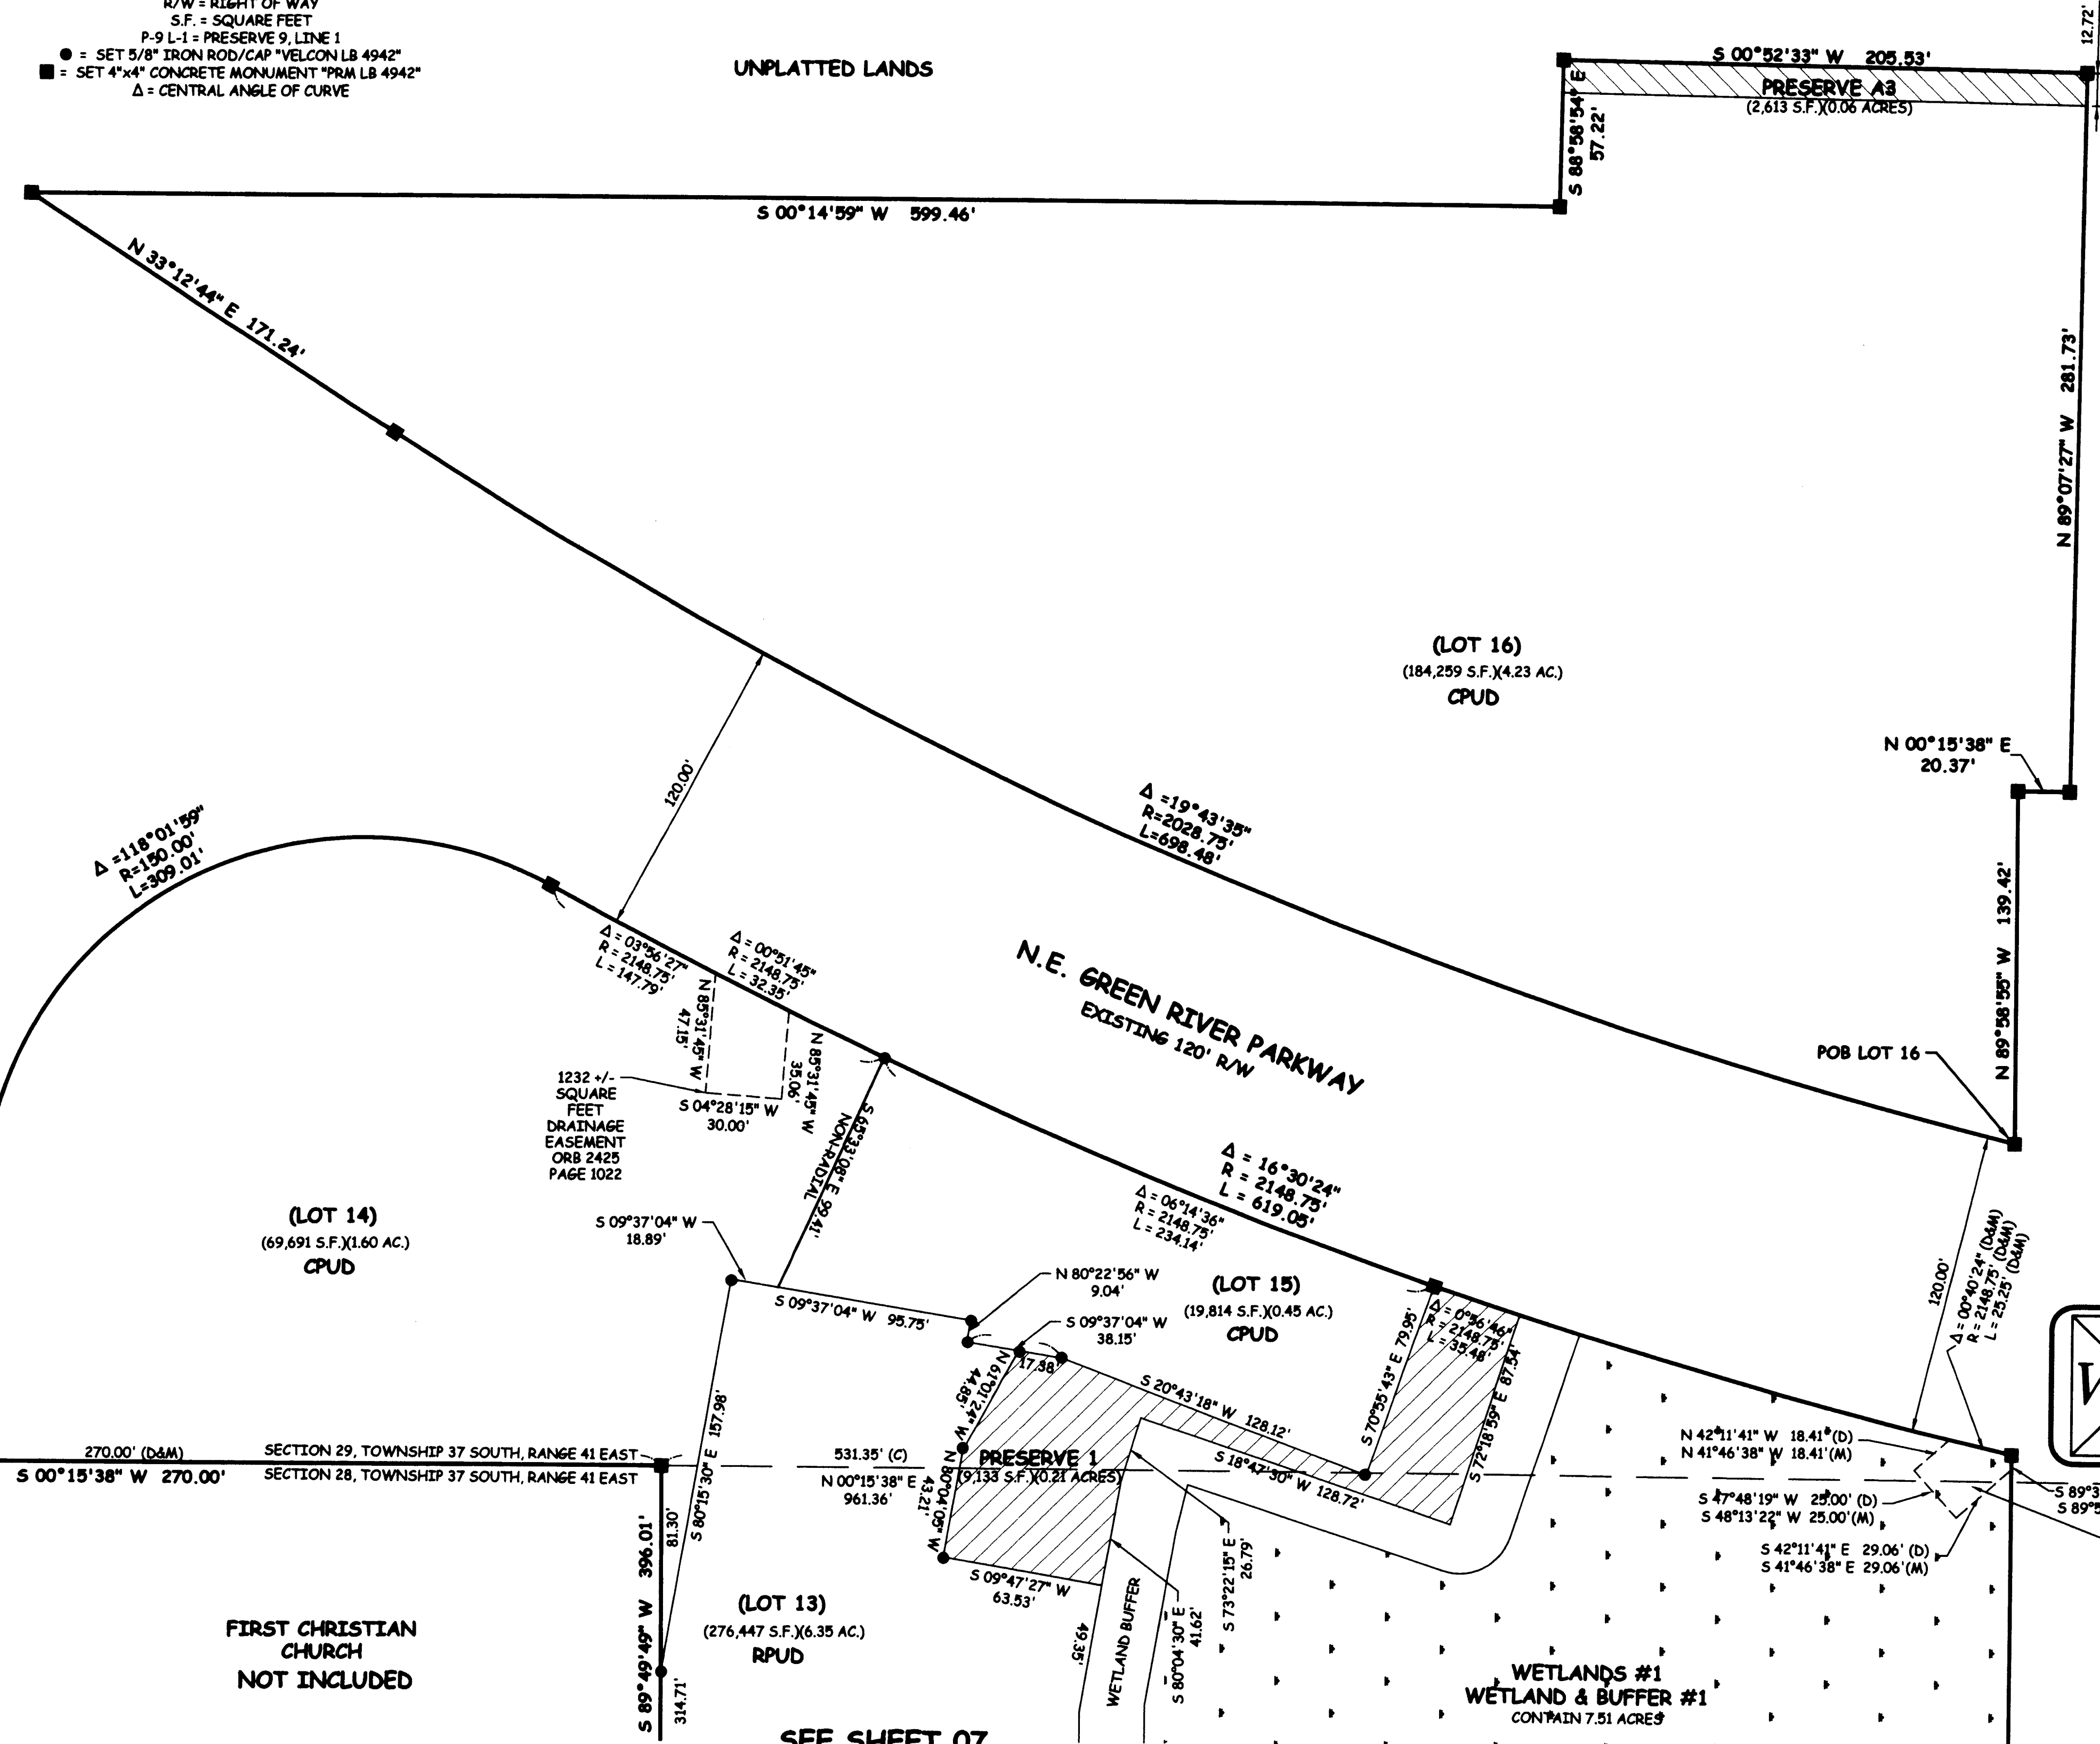 R/W = RIGHT OF WAY
S.F. = SQUARE FEET
P-9 L-1 = PRESERVE 9, LINE 1
● = SET 5/8" IRON ROD/CAP "VELCON LB 4942"
■ = SET 4"x4" CONCRETE MONUMENT "PRM LB 4942"
Δ = CENTRAL ANGLE OF CURVE
UNPLATTED LANDS
S 00°52'33" W 205.53'
12.72'
PRESERVE A3
(2,613 S.F.)(0.06 ACRES)
S 88°58'54" E
57.22'
S 00°14'59" W 599.46'
N 33°12'44" E 171.24'
N 89°07'27" W 281.73'
(LOT 16)
(184,259 S.F.)(4.23 AC.)
CPUD
N 00°15'38" E
20.37'
120.00'
Δ =19°43'35"
R=2028.75'
L=698.48'
Δ =118°01'59"
R=150.00'
L=309.01'
N 89°58'55" W 139.42'
Δ = 03°56'27"
R = 2148.75'
L = 147.79'
Δ = 00°51'45"
R = 2148.75'
L = 32.35'
N.E. GREEN RIVER PARKWAY
EXISTING 120' R/W
POB LOT 16
N 85°31'45" W
47.15'
N 85°31'45" W
35.06'
1232 +/-
SQUARE
FEET
DRAINAGE
EASEMENT
ORB 2425
PAGE 1022
S 04°28'15" W
30.00'
S 65°33'08" E 99.41'
NON-RADIAL
Δ = 16°30'24"
R = 2148.75'
L = 619.05'
Δ = 06°14'36"
R = 2148.75'
L = 234.14'
(LOT 14)
(69,691 S.F.)(1.60 AC.)
CPUD
S 09°37'04" W
18.89'
N 80°22'56" W
9.04'
(LOT 15)
(19,814 S.F.)(0.45 AC.)
CPUD
S 09°37'04" W 95.75'
S 09°37'04" W
38.15'
17.38'
Δ = 0°56'46"
R = 2148.75'
L = 35.48'
120.00'
Δ = 00°40'24" (D&M)
R = 2148.75' (D&M)
L = 25.25' (D&M)
N 61°01'24" W
44.85'
S 20°43'18" W 128.12'
S 70°55'43" E 79.95'
S 72°18'59" E 87.54'
S 80°15'30" E 157.98'
270.00' (D&M)
SECTION 29, TOWNSHIP 37 SOUTH, RANGE 41 EAST
S 00°15'38" W 270.00'
SECTION 28, TOWNSHIP 37 SOUTH, RANGE 41 EAST
531.35' (C)
N 00°15'38" E
961.36'
PRESERVE 1
(9,133 S.F.)(0.21 ACRES)
S 18°47'30" W 128.72'
N 80°04'05" W
43.21'
N 42°11'41" W 18.41' (D)
N 41°46'38" W 18.41'(M)
S 47°48'19" W 25.00' (D)
S 48°13'22" W 25.00'(M)
S 42°11'41" E 29.06' (D)
S 41°46'38" E 29.06'(M)
S 89°3
S 89°5
S 89°49'49" W 396.01'
81.30'
314.71'
S 09°47'27" W
63.53'
S 73°22'15" E
26.79'
S 80°04'30" E
41.62'
WETLAND BUFFER
49.35'
(LOT 13)
(276,447 S.F.)(6.35 AC.)
RPUD
FIRST CHRISTIAN
CHURCH
NOT INCLUDED
WETLANDS #1
WETLAND & BUFFER #1
CONTAIN 7.51 ACRES
SEE SHEET 07
V